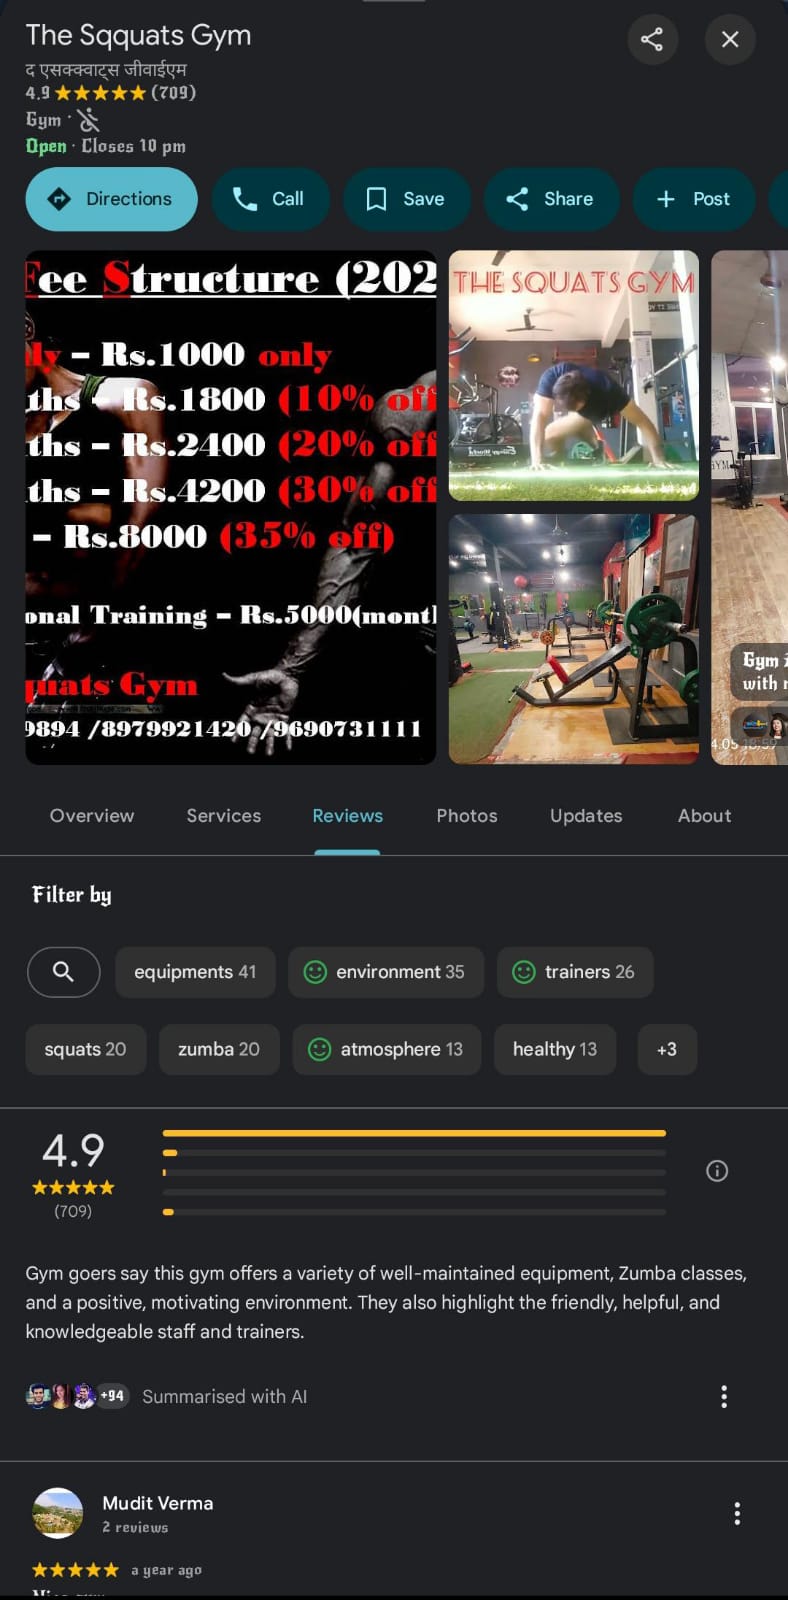 The Sqquats Gym
द एसक्क्वाट्स जीवाईएम
4.9 (709)
Gym ·
Open · Closes 10 pm
Directions
Call
Save
Share
Post
Fee Structure (202
ly – Rs.1000 only
ths – Rs.1800 (10% off
ths – Rs.2400 (20% off
ths – Rs.4200 (30% off
– Rs.8000 (35% off)
onal Training – Rs.5000(mont
quats Gym
9894 /8979921420 /9690731111
THE SQUATS GYM
Gym
with
Overview
Services
Reviews
Photos
Updates
About
Filter by
equipments 41
environment 35
trainers 26
squats 20
zumba 20
atmosphere 13
healthy 13
+3
4.9
(709)
Gym goers say this gym offers a variety of well-maintained equipment, Zumba classes,
and a positive, motivating environment. They also highlight the friendly, helpful, and
knowledgeable staff and trainers.
+94
Summarised with AI
Mudit Verma
2 reviews
a year ago